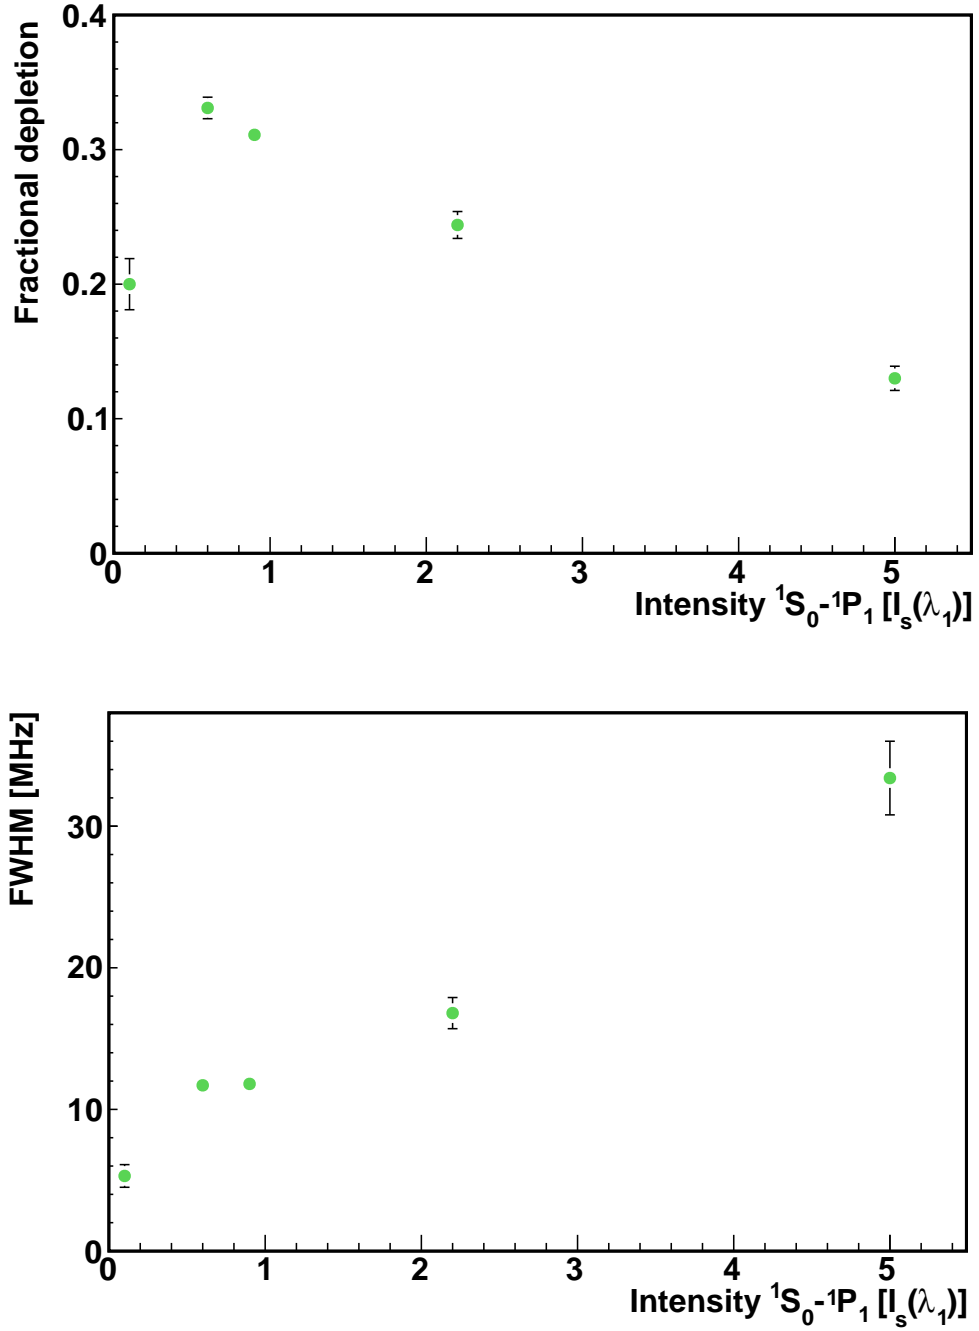 Fractional depletion
0.4
0.3
0.2
0.1
0
0 1 2 3 4 5
Intensity ¹S₀-¹P₁ [Iₛ(λ₁)]
FWHM [MHz]
30
20
10
0
0 1 2 3 4 5
Intensity ¹S₀-¹P₁ [Iₛ(λ₁)]